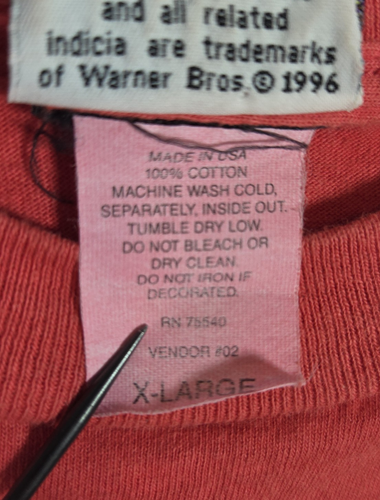 and all related
indicia are trademarks
of Warner Bros. © 1996
MADE IN USA
100% COTTON
MACHINE WASH COLD,
SEPARATELY, INSIDE OUT.
TUMBLE DRY LOW.
DO NOT BLEACH OR
DRY CLEAN.
DO NOT IRON IF
DECORATED.
RN 75540
VENDOR #02
X-LARGE